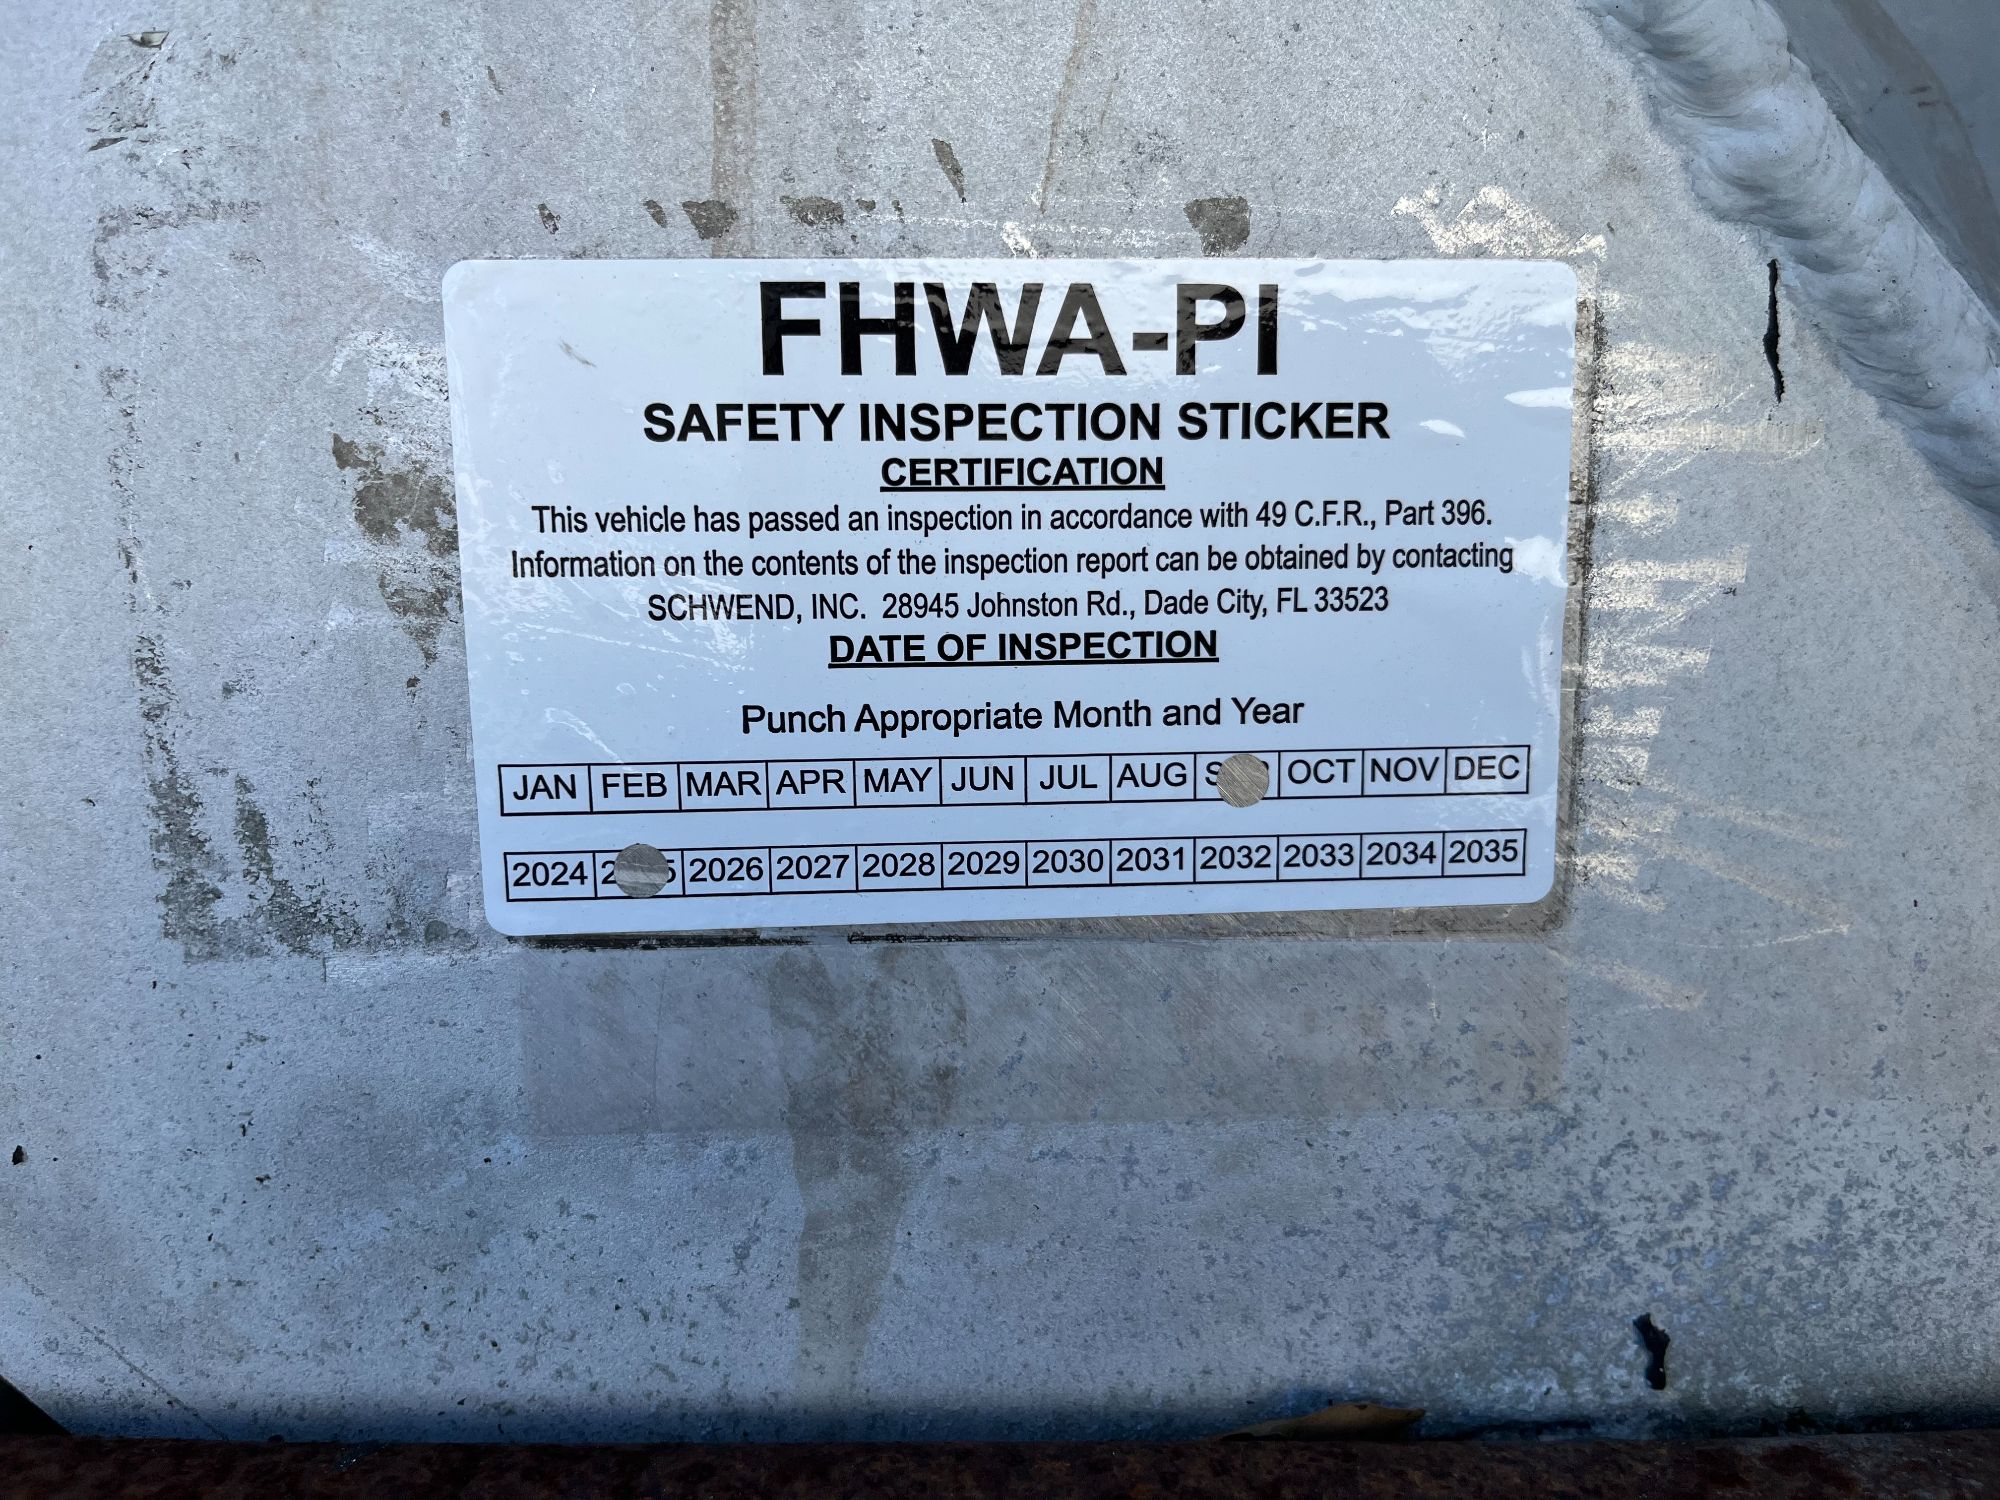 FHWA-PI
SAFETY INSPECTION STICKER
CERTIFICATION
This vehicle has passed an inspection in accordance with 49 C.F.R., Part 396.
Information on the contents of the inspection report can be obtained by contacting
SCHWEND, INC. 28945 Johnston Rd., Dade City, FL 33523
DATE OF INSPECTION
Punch Appropriate Month and Year
JAN FEB MAR APR MAY JUN JUL AUG OCT NOV DEC
2024 2026 2027 2028 2029 2030 2031 2032 2033 2034 2035